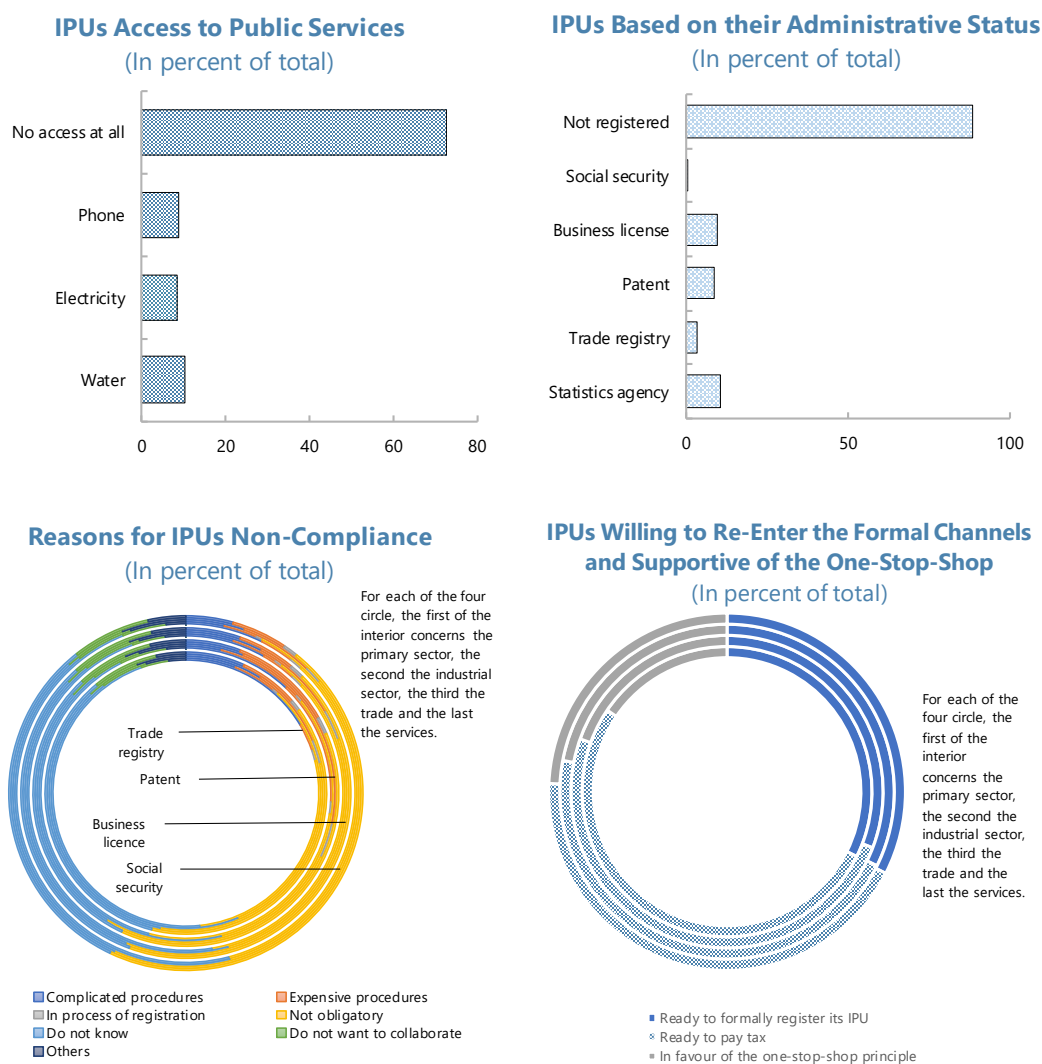 IPUs Access to Public Services
(In percent of total)
No access at all
Phone
Electricity
Water
0 20 40 60 80
IPUs Based on their Administrative Status
(In percent of total)
Not registered
Social security
Business license
Patent
Trade registry
Statistics agency
0 50 100
Reasons for IPUs Non-Compliance
(In percent of total)
For each of the four
circle, the first of the
interior concerns the
primary sector, the
second the industrial
sector, the third the
trade and the last
the services.
Trade
registry
Patent
Business
licence
Social
security
Complicated procedures
Expensive procedures
In process of registration
Not obligatory
Do not know
Do not want to collaborate
Others
IPUs Willing to Re-Enter the Formal Channels
and Supportive of the One-Stop-Shop
(In percent of total)
For each of the
four circle, the
first of the
interior
concerns the
primary sector,
the second the
industrial sector,
the third the
trade and the
last the services.
Ready to formally register its IPU
Ready to pay tax
In favour of the one-stop-shop principle